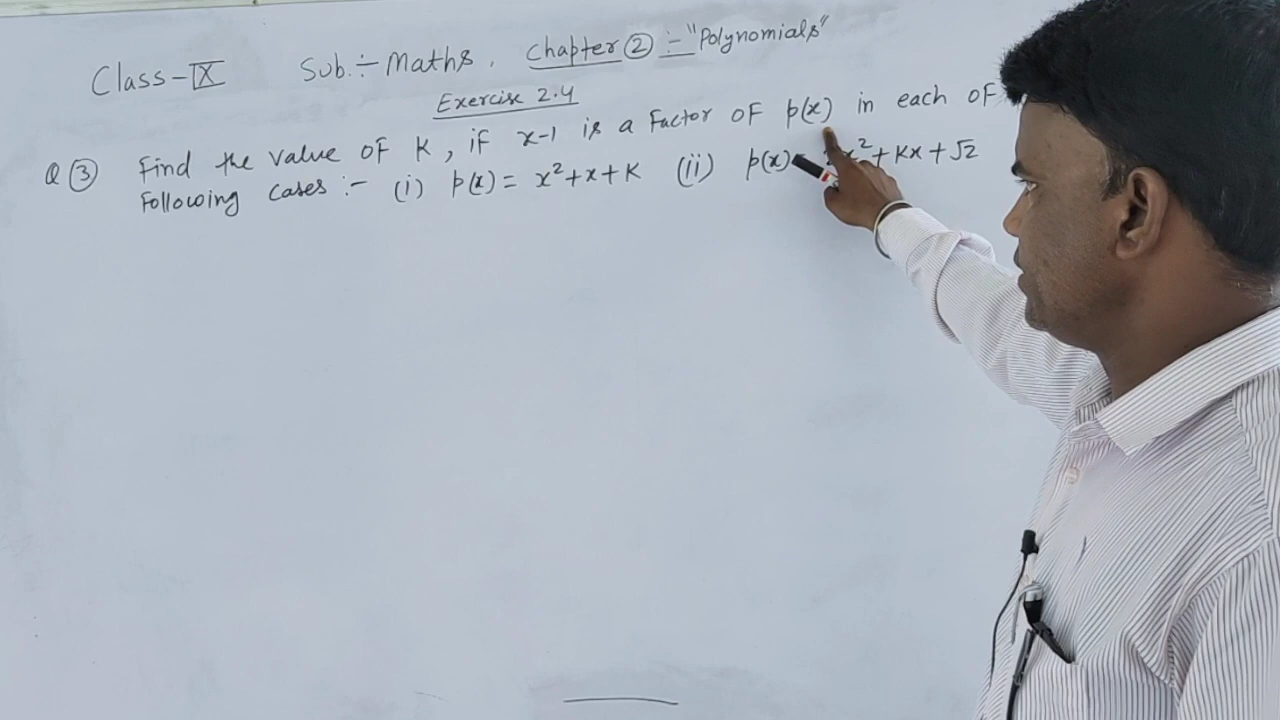 Class-IX Sub.:- Maths, Chapter ② :- "Polynomials"
Exercise 2.4
Q ③ Find the value of K, if x-1 is a Factor of p(x) in each of
Following cases :- (i) p(x) = x²+x+K (ii) p(x) x²+Kx+√2